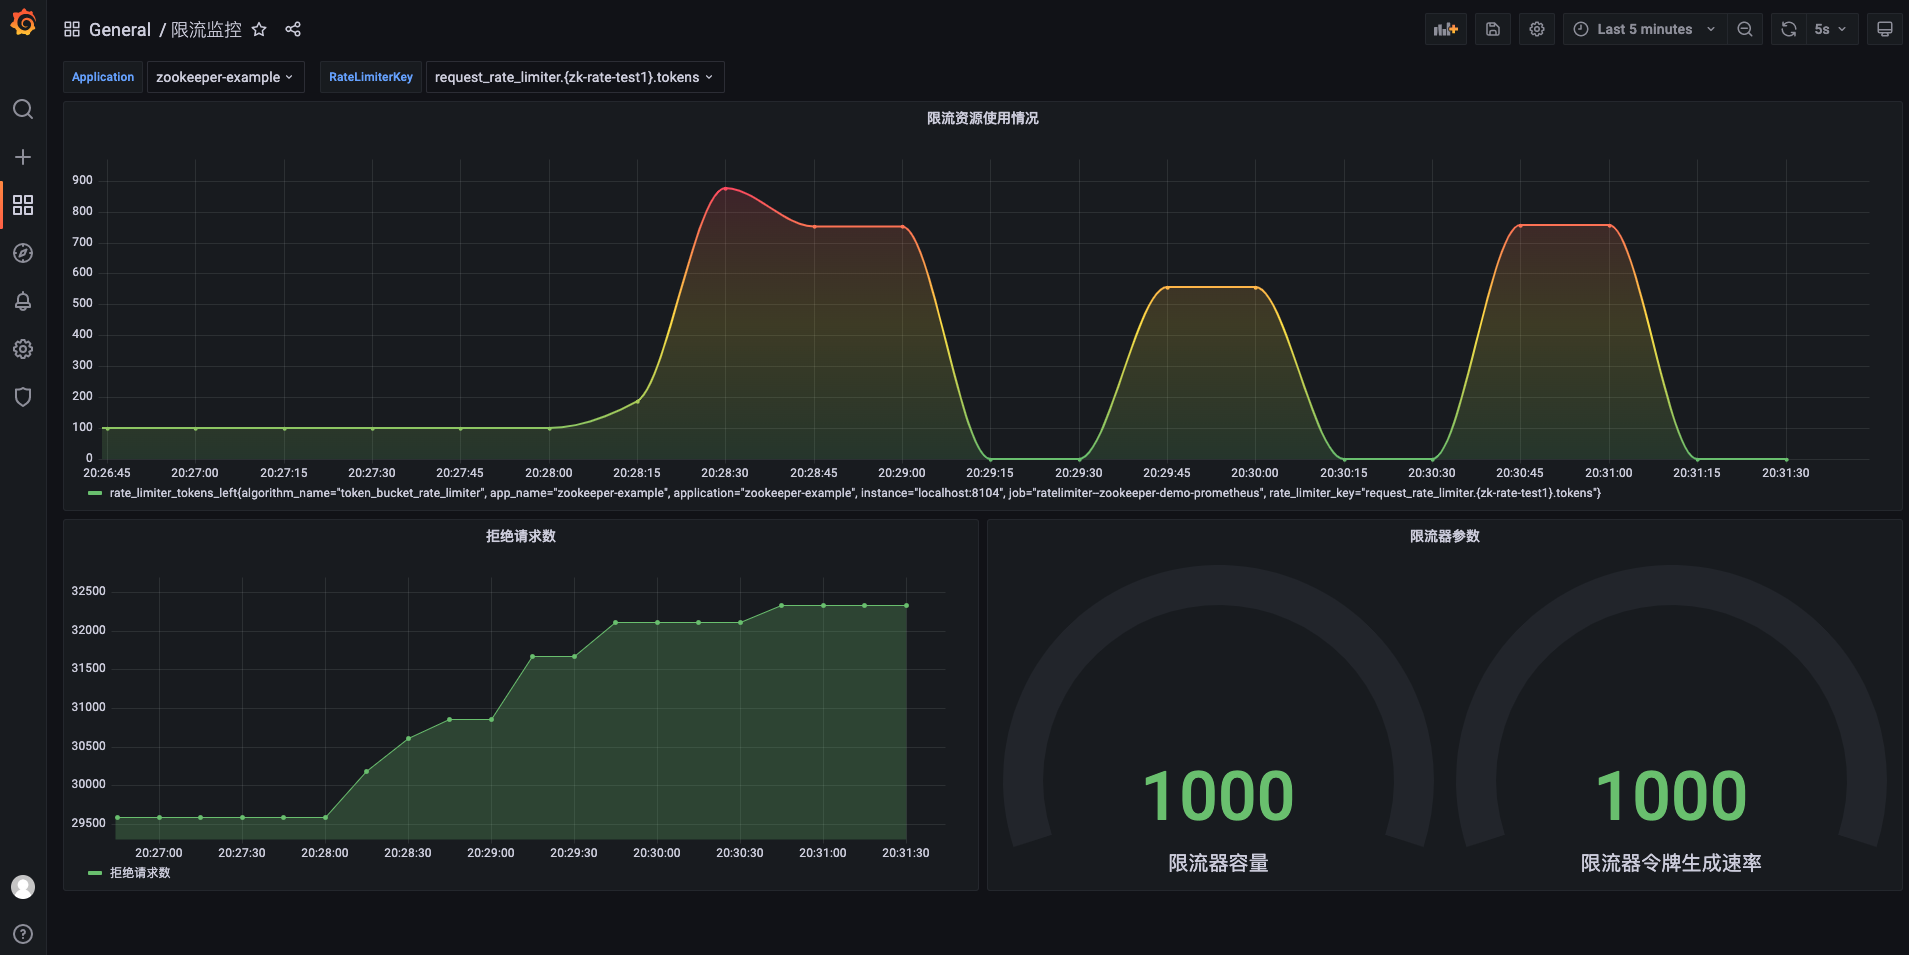 General / 限流监控
Last 5 minutes
5s
Application zookeeper-example RateLimiterKey request_rate_limiter.{zk-rate-test1}.tokens
限流资源使用情况
900
800
700
600
500
400
300
200
100
0
20:26:45 20:27:00 20:27:15 20:27:30 20:27:45 20:28:00 20:28:15 20:28:30 20:28:45 20:29:00 20:29:15 20:29:30 20:29:45 20:30:00 20:30:15 20:30:30 20:30:45 20:31:00 20:31:15 20:31:30
rate_limiter_tokens_left{algorithm_name="token_bucket_rate_limiter", app_name="zookeeper-example", application="zookeeper-example", instance="localhost:8104", job="ratelimiter--zookeeper-demo-prometheus", rate_limiter_key="request_rate_limiter.{zk-rate-test1}.tokens"}
拒绝请求数
32500
32000
31500
31000
30500
30000
29500
20:27:00 20:27:30 20:28:00 20:28:30 20:29:00 20:29:30 20:30:00 20:30:30 20:31:00 20:31:30
拒绝请求数
限流器参数
1000
限流器容量
1000
限流器令牌生成速率